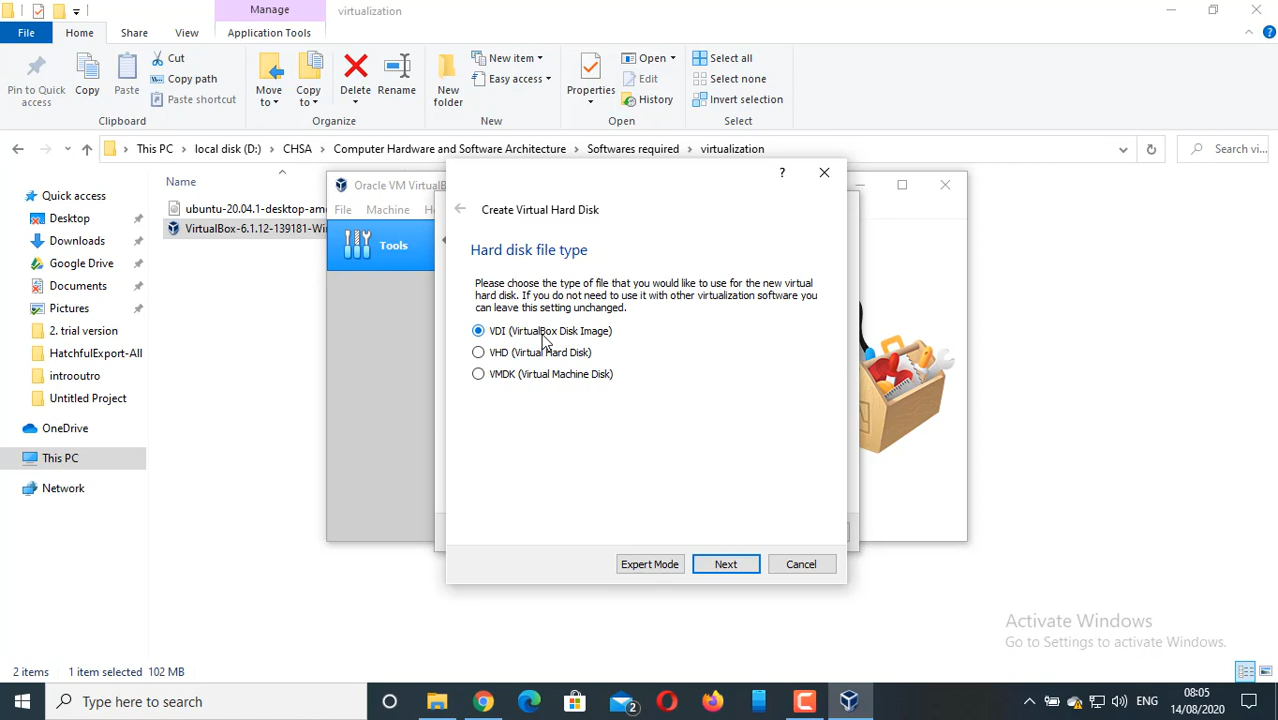 Manage
virtualization
File
Home
Share
View
Application Tools
Pin to Quick access
Copy
Paste
Cut
Copy path
Paste shortcut
Move to
Copy to
Delete
Rename
New folder
New item
Easy access
Properties
Open
Edit
History
Select all
Select none
Invert selection
Clipboard
Organize
New
Open
Select
This PC
local disk (D:)
CHSA
Computer Hardware and Software Architecture
Softwares required
virtualization
Search vi...
Name
Quick access
Desktop
Downloads
Google Drive
Documents
Pictures
2. trial version
HatchfulExport-All
introoutro
Untitled Project
OneDrive
This PC
Network
ubuntu-20.04.1-desktop-am
VirtualBox-6.1.12-139181-Wi
Oracle VM VirtualB
File
Machine
H
Tools
?
Create Virtual Hard Disk
Hard disk file type
Please choose the type of file that you would like to use for the new virtual
hard disk. If you do not need to use it with other virtualization software you
can leave this setting unchanged.
VDI (VirtualBox Disk Image)
VHD (Virtual Hard Disk)
VMDK (Virtual Machine Disk)
Expert Mode
Next
Cancel
Activate Windows
Go to Settings to activate Windows.
2 items
1 item selected 102 MB
Type here to search
2
ENG
08:05
14/08/2020